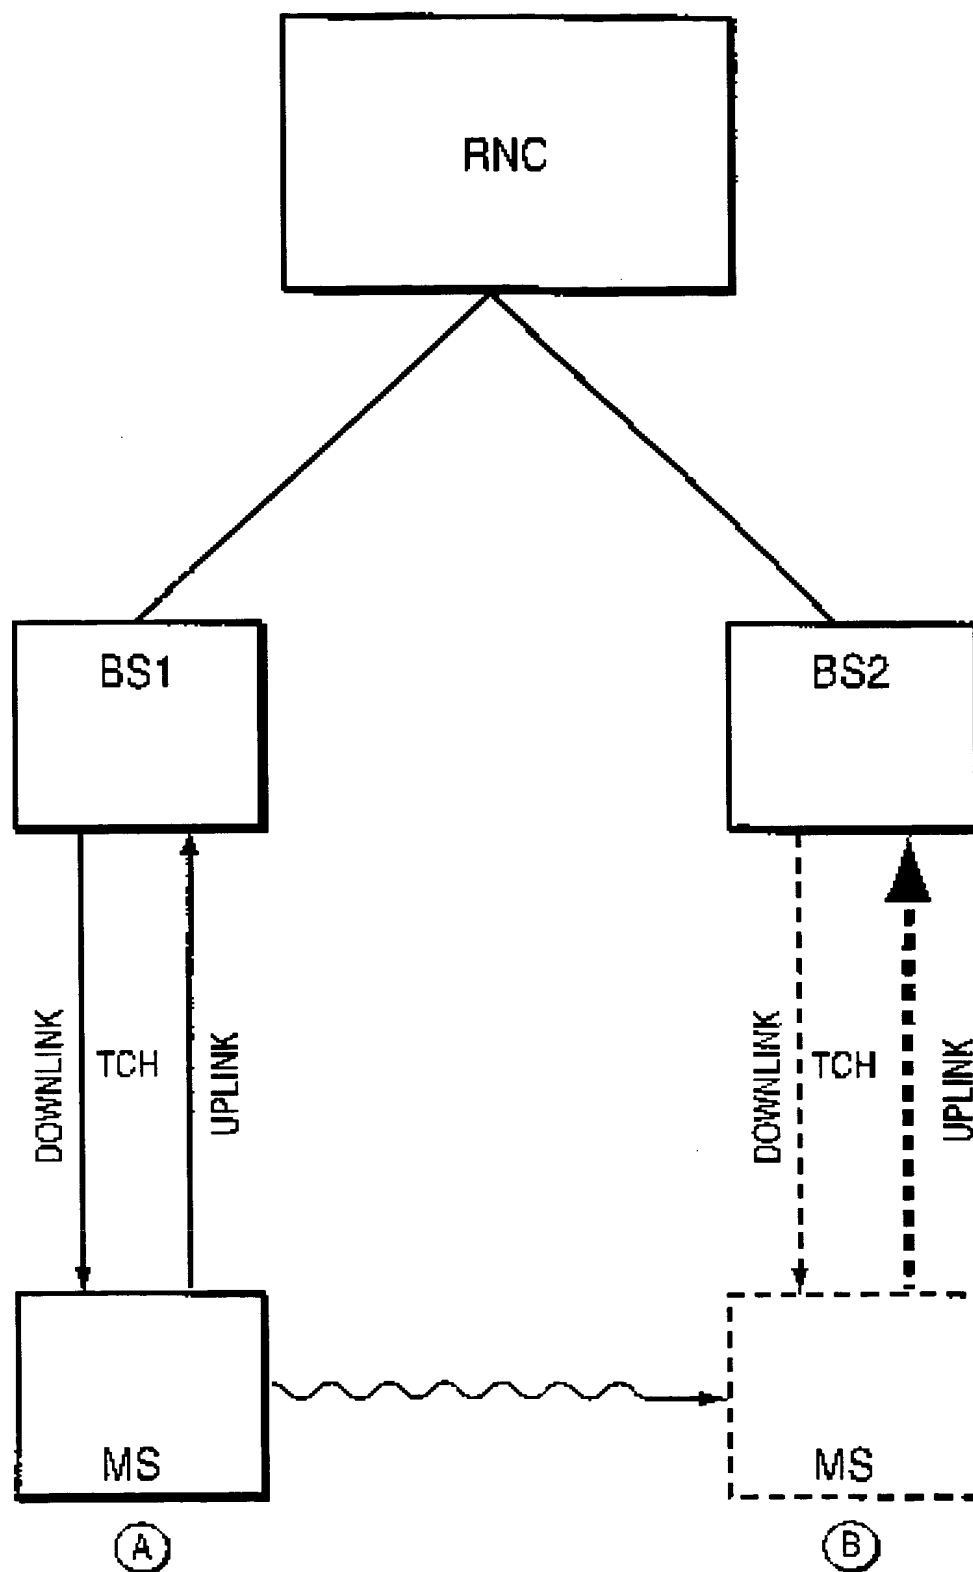 RNC
BS1
BS2
DOWNLINK
TCH
UPLINK
DOWNLINK
TCH
UPLINK
MS
MS
A
B